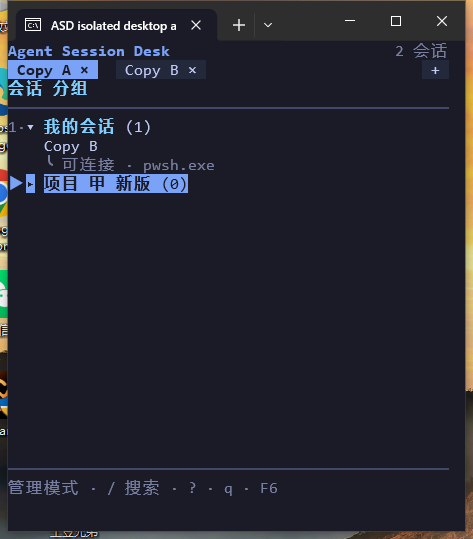 ASD isolated desktop a
Agent Session Desk 2 会话
Copy A × Copy B × +
会话 分组
1·▾ 我的会话 (1)
Copy B
╰ 可连接 · pwsh.exe
▶▸ 项目 甲 新版 (0)
管理模式 · / 搜索 · ? · q · F6